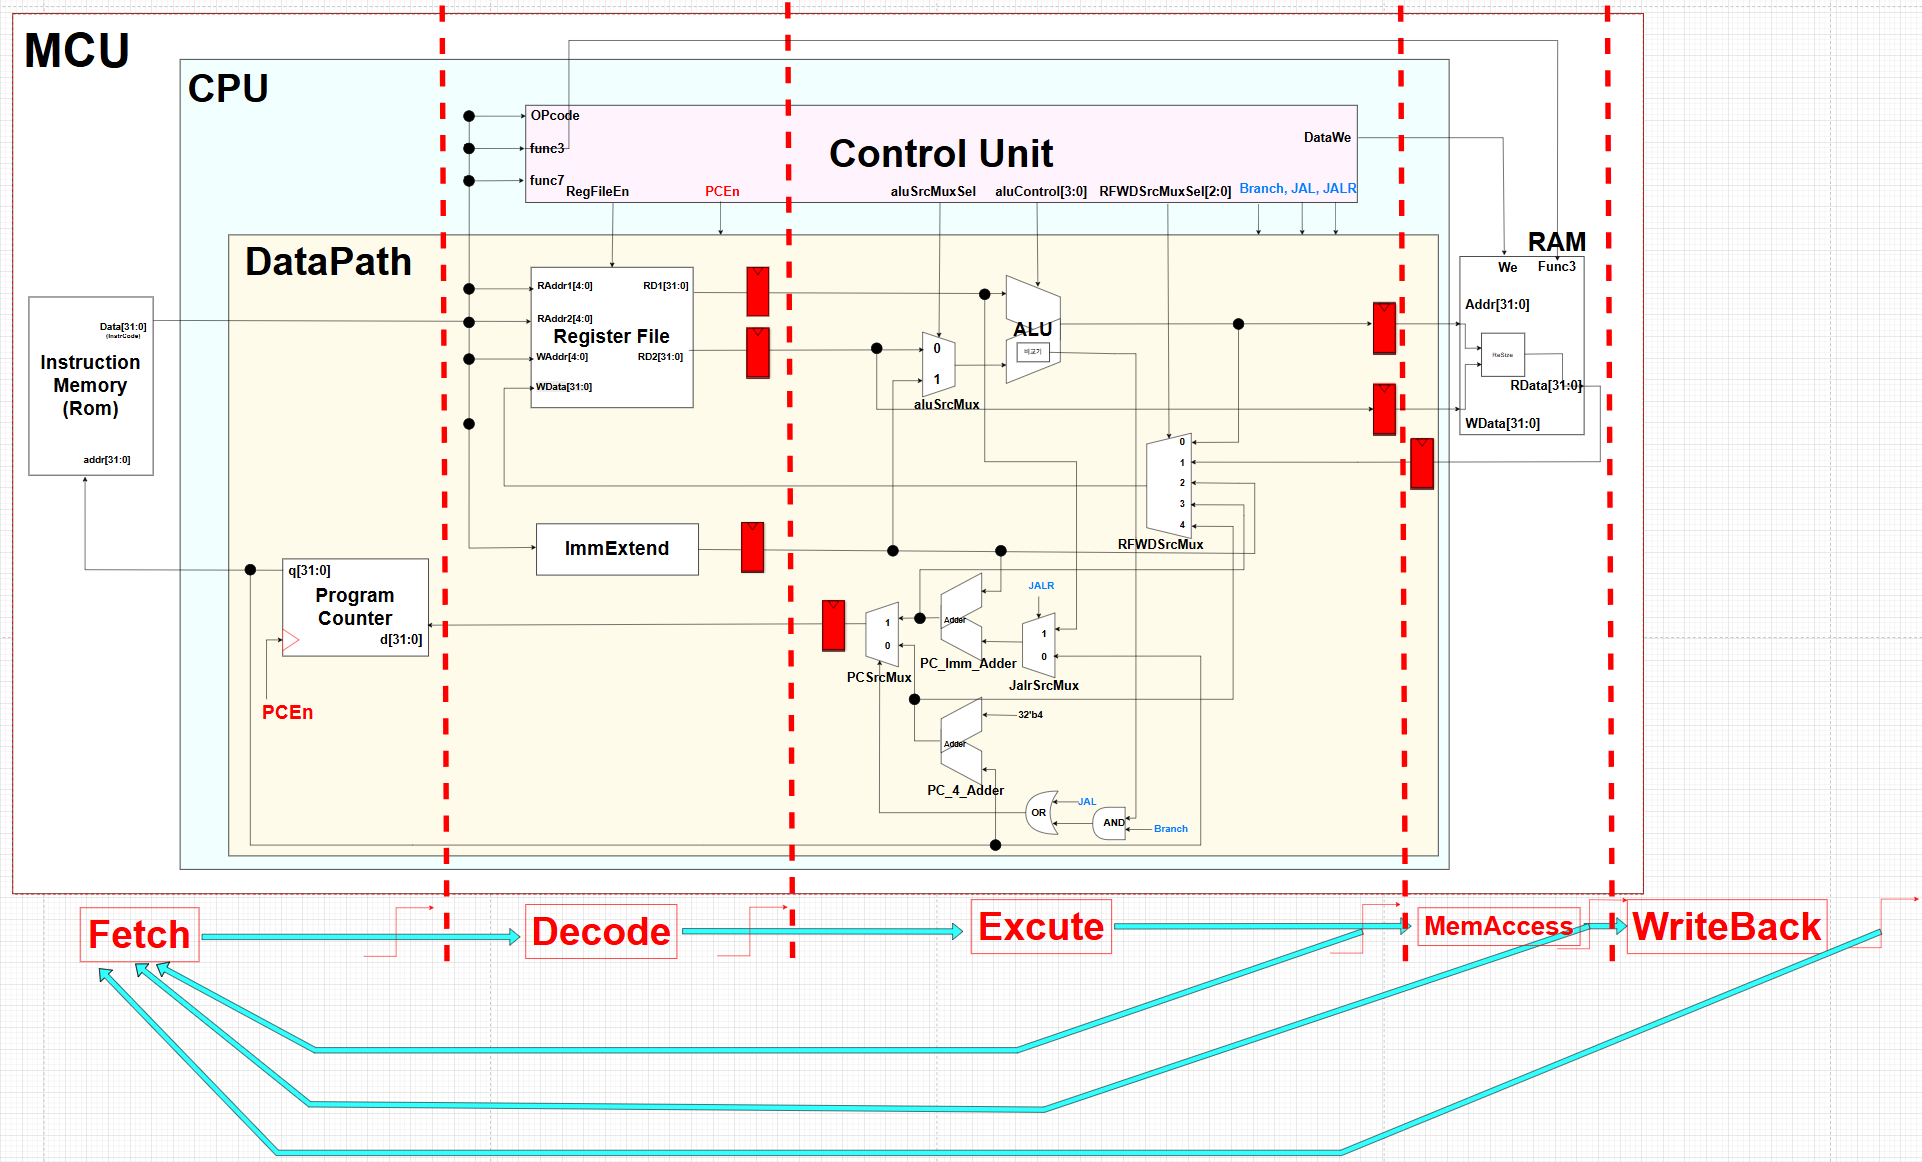 MCU
CPU
OPcode
func3
func7
Control Unit
DataWe
RegFileEn
PCEn
aluSrcMuxSel
aluControl[3:0]
RFWDSrcMuxSel[2:0]
Branch, JAL, JALR
DataPath
RAM
We
Func3
Addr[31:0]
ReSize
RData[31:0]
WData[31:0]
Data[31:0]
(InstrCode)
Instruction
Memory
(Rom)
addr[31:0]
RAddr1[4:0]
RD1[31:0]
RAddr2[4:0]
Register File
WAddr[4:0]
RD2[31:0]
WData[31:0]
0
1
aluSrcMux
ALU
비교기
0
1
2
3
4
RFWDSrcMux
ImmExtend
q[31:0]
Program
Counter
d[31:0]
PCEn
1
0
PCSrcMux
Adder
PC_Imm_Adder
JALR
1
0
JalrSrcMux
32'b4
Adder
PC_4_Adder
OR
JAL
AND
Branch
Fetch
Decode
Excute
MemAccess
WriteBack